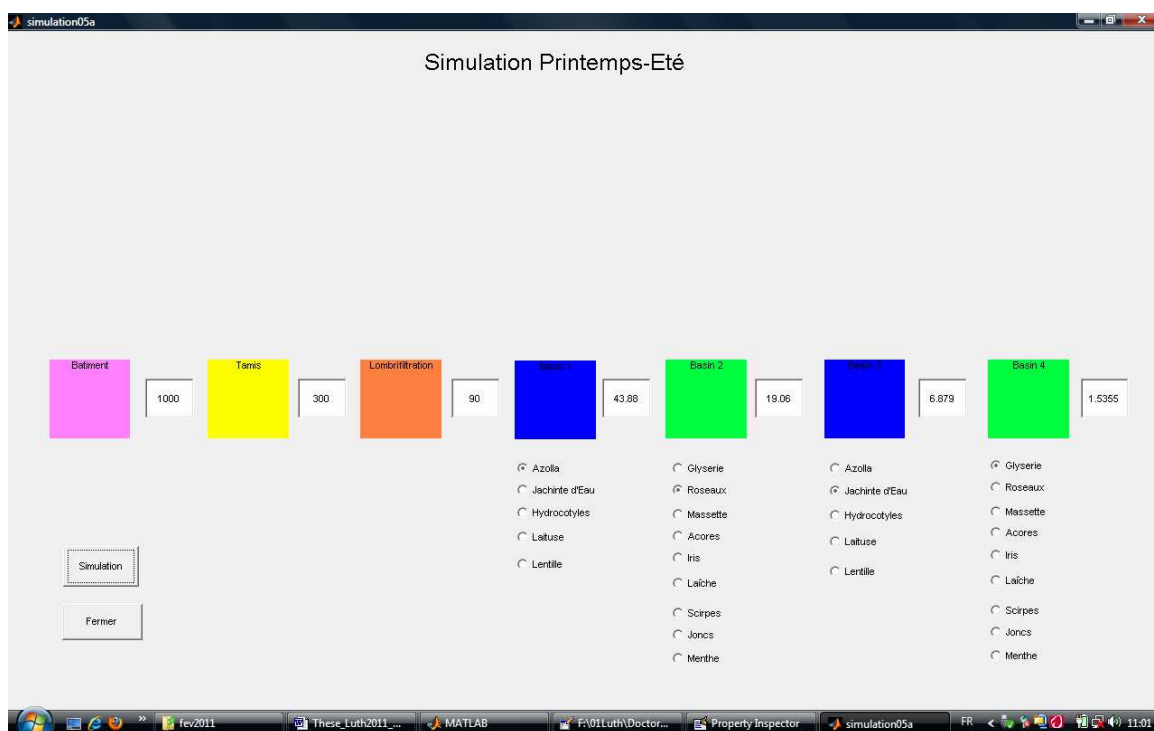 simulation05a
Simulation Printemps-Eté
Batiment
Tamis
Lombrifiltration
Basin 1
Basin 2
Basin 3
Basin 4
1000
300
90
43.88
19.06
6.879
1.5355
Azolla
Jachinte d'Eau
Hydrocotyles
Laituse
Lentille
Glyserie
Roseaux
Massette
Acores
Iris
Laîche
Scirpes
Joncs
Menthe
Azolla
Jachinte d'Eau
Hydrocotyles
Laituse
Lentille
Glyserie
Roseaux
Massette
Acores
Iris
Laîche
Scirpes
Joncs
Menthe
Simulation
Fermer
fev2011
These_Luth2011_...
MATLAB
F:\01Luth\Doctor...
Property Inspector
simulation05a
FR
11:01